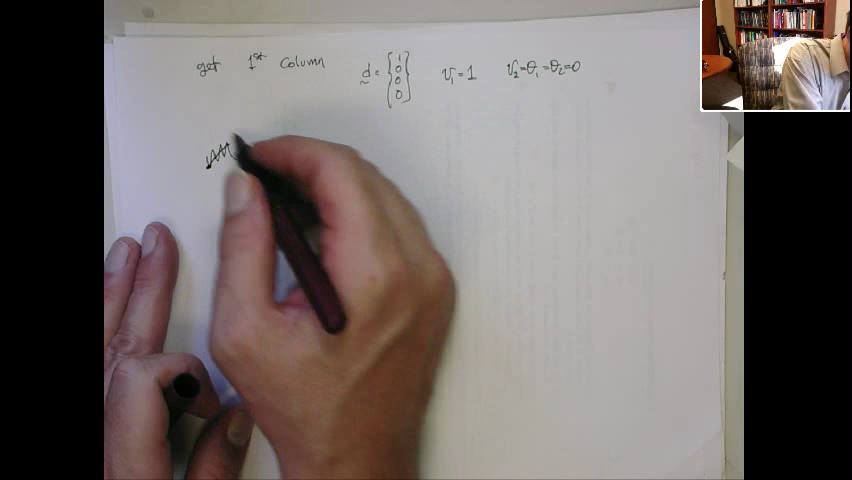 get 1st Column d = {1 0 0 0} v₁ = 1 v₂ = θ₁ = θ₂ = 0